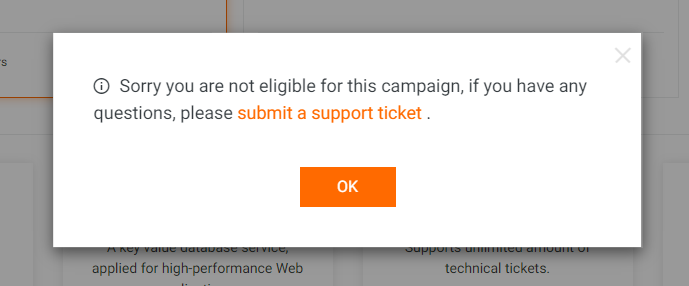 rs
Sorry you are not eligible for this campaign, if you have any
questions, please submit a support ticket .
OK
A key value database service,
Supports unlimited amount of
applied for high-performance Web
technical tickets.